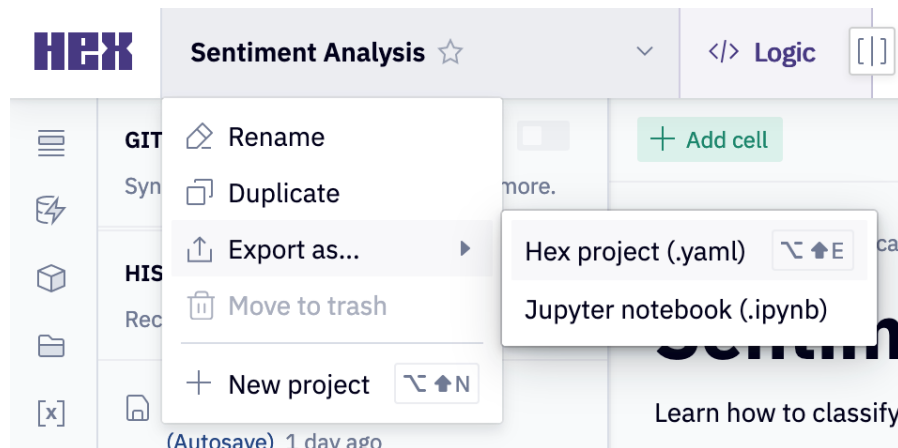 HEX
Sentiment Analysis
</> Logic
[|]
GIT
Rename
Add cell
Syn
Duplicate
more.
Export as...
Hex project (.yaml) ⌥ ⬆ E
HIS
Rec
Move to trash
Jupyter notebook (.ipynb)
New project ⌥ ⬆ N
[x]
Learn how to classify
(Autosave) 1 day ago